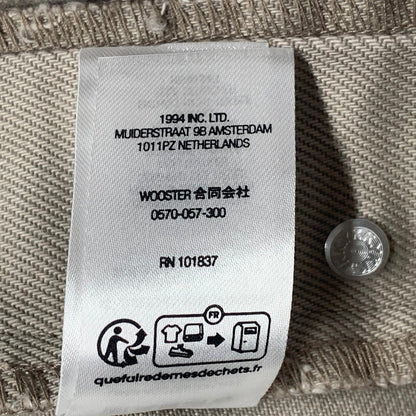 1994 INC. LTD.
MUIDERSTRAAT 9B AMSTERDAM
1011PZ NETHERLANDS
WOOSTER 合同会社
0570-057-300
RN 101837
FR
quefairedemesdechets.fr